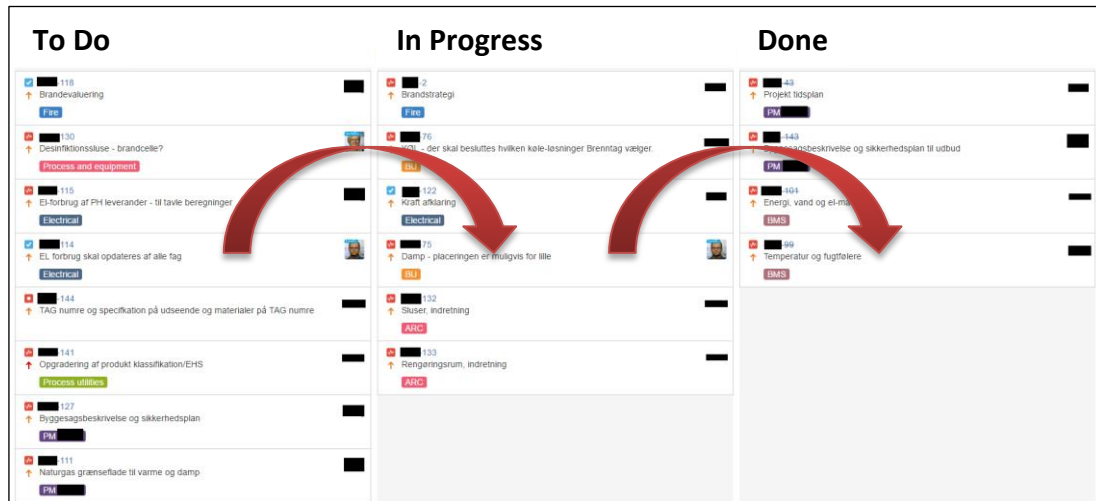 To Do
-118
Brandevaluering
Fire
130
Desinfiktionssluse - brandcelle?
Process and equipment
-115
El-forbrug af PH leverander - til tavle beregninger
Electrical
114
EL forbrug skal opdateres af alle fag
Electrical
-144
TAG numre og specifkation på udseende og materialer på TAG numre
-141
Opgradering af produkt klassifikation/EHS
Process utilities
-127
Byggesagsbeskrivelse og sikkerhedsplan
PM
-111
Naturgas grænseflade til varme og damp
PM
In Progress
-2
Brandstrategi
Fire
-76
KØL - der skal besluttes hvilken køle-løsninger Brenntag vælger.
BU
-122
Kraft afklaring
Electrical
75
Damp - placeringen er muligvis for lille
BU
132
Sluser, indretning
ARC
133
Rengøringsrum, indretning
ARC
Done
-43
Projekt tidsplan
PM
-143
Byggesagsbeskrivelse og sikkerhedsplan til udbud
PM
-101
Energi, vand og
BMS
-99
Temperatur og fugtfølere
BMS